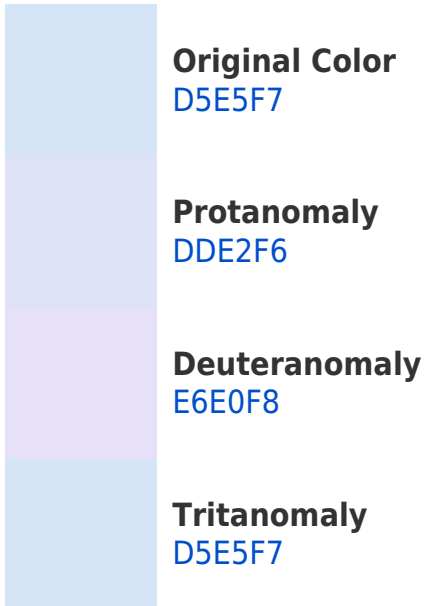 Original Color
D5E5F7
Protanomaly
DDE2F6
Deuteranomaly
E6E0F8
Tritanomaly
D5E5F7